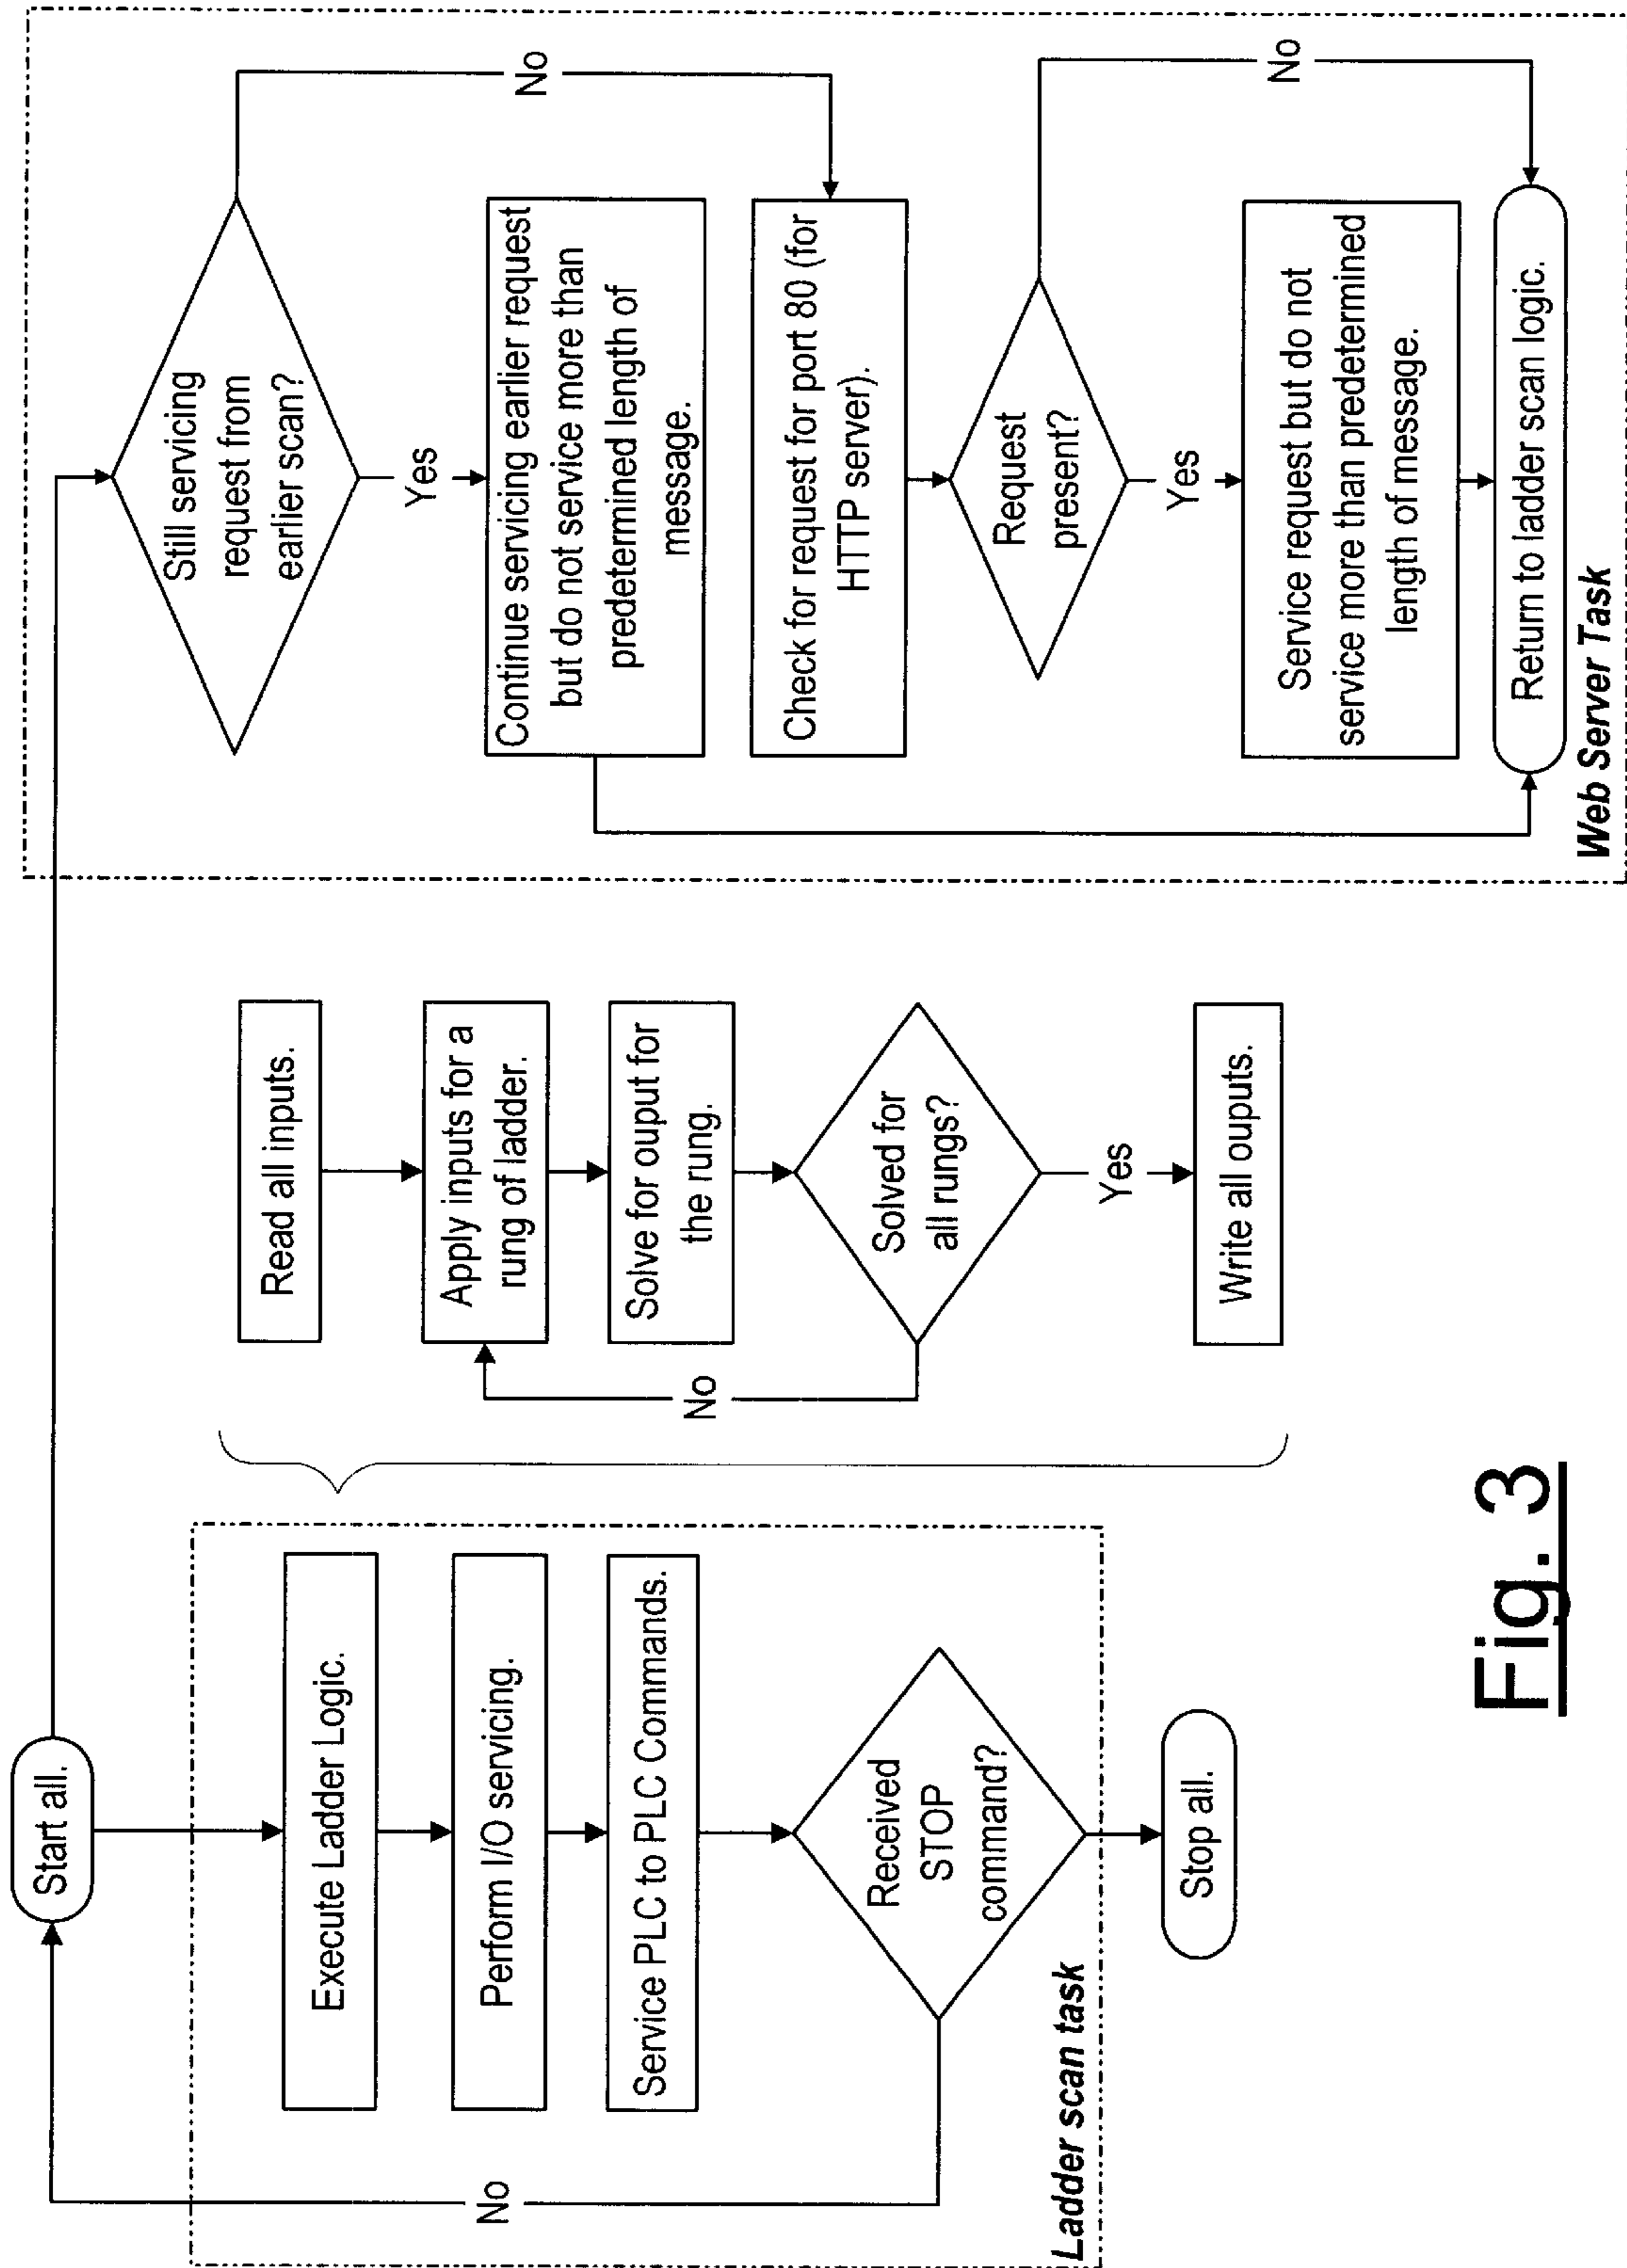 Start all.
Execute Ladder Logic.
Perform I/O servicing.
Service PLC to PLC Commands.
Received
STOP
command?
No
Stop all.
Ladder scan task
Read all inputs.
Apply inputs for a
rung of ladder.
Solve for ouput for
the rung.
Solved for
all rungs?
No
Yes
Write all ouputs.
Still servicing
request from
earlier scan?
No
Yes
Continue servicing earlier request
but do not service more than
predetermined length of
message.
Check for request for port 80 (for
HTTP server).
Request
present?
No
Yes
Service request but do not
service more than predetermined
length of message.
Return to ladder scan logic.
Web Server Task
Fig. 3